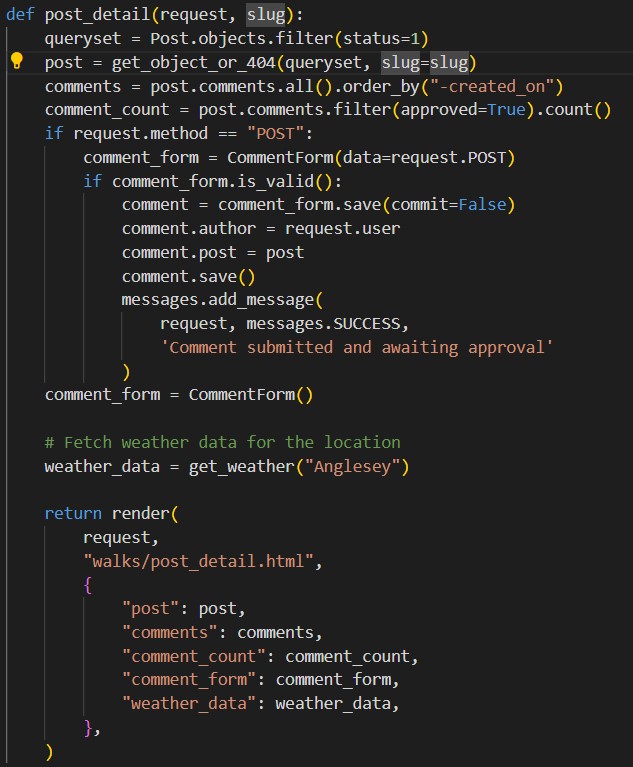 def post_detail(request, slug):
    queryset = Post.objects.filter(status=1)
    post = get_object_or_404(queryset, slug=slug)
    comments = post.comments.all().order_by("-created_on")
    comment_count = post.comments.filter(approved=True).count()
    if request.method == "POST":
        comment_form = CommentForm(data=request.POST)
        if comment_form.is_valid():
            comment = comment_form.save(commit=False)
            comment.author = request.user
            comment.post = post
            comment.save()
            messages.add_message(
                request, messages.SUCCESS,
                'Comment submitted and awaiting approval'
            )
    comment_form = CommentForm()

    # Fetch weather data for the location
    weather_data = get_weather("Anglesey")

    return render(
        request,
        "walks/post_detail.html",
        {
            "post": post,
            "comments": comments,
            "comment_count": comment_count,
            "comment_form": comment_form,
            "weather_data": weather_data,
        },
    )